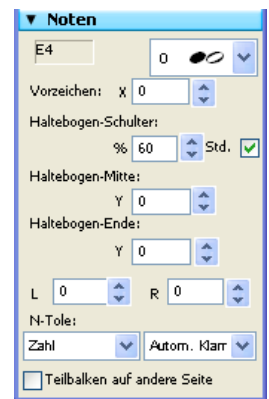 ▼ Noten
E4
0
Vorzeichen: X 0
Haltebogen-Schulter:
% 60 Std.
Haltebogen-Mitte:
Y 0
Haltebogen-Ende:
Y 0
L 0 R 0
N-Tole:
Zahl Autom. Klarr
Teilbalken auf andere Seite